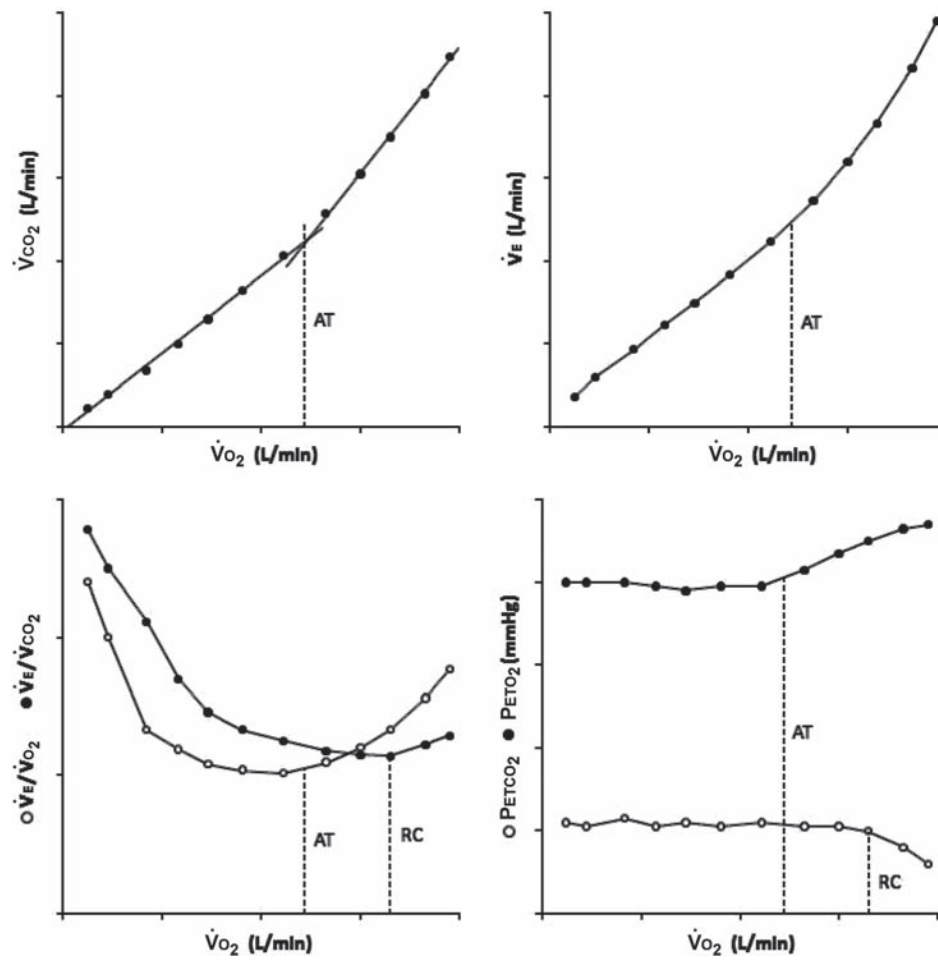 V̇CO₂ (L/min)
AT
V̇O₂ (L/min)
V̇E (L/min)
AT
V̇O₂ (L/min)
○ V̇E/V̇O₂ ● V̇E/V̇CO₂
AT
RC
V̇O₂ (L/min)
○ PETCO₂ ● PETO₂ (mmHg)
AT
RC
V̇O₂ (L/min)